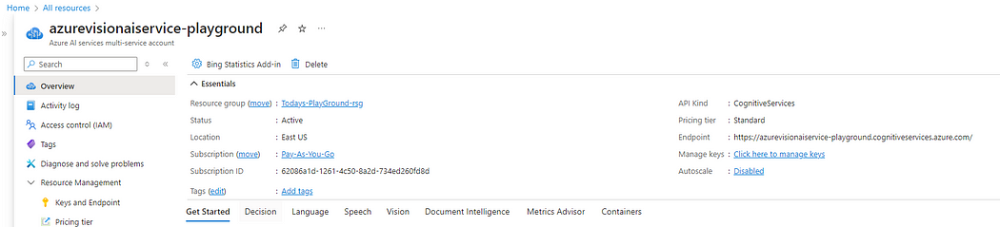 Home > All resources >
azurevisionaiservice-playground
Azure AI services multi-service account
Search
Overview
Activity log
Access control (IAM)
Tags
Diagnose and solve problems
Resource Management
Keys and Endpoint
Pricing tier
Bing Statistics Add-in Delete
Essentials
Resource group (move) : Todays-PlayGround-rsg
Status : Active
Location : East US
Subscription (move) : Pay-As-You-Go
Subscription ID : 62086a1d-1261-4c50-8a2d-734ed260fd8d
Tags (edit) : Add tags
API Kind : CognitiveServices
Pricing tier : Standard
Endpoint : https://azurevisionaiservice-playground.cognitiveservices.azure.com/
Manage keys : Click here to manage keys
Autoscale : Disabled
Get Started Decision Language Speech Vision Document Intelligence Metrics Advisor Containers